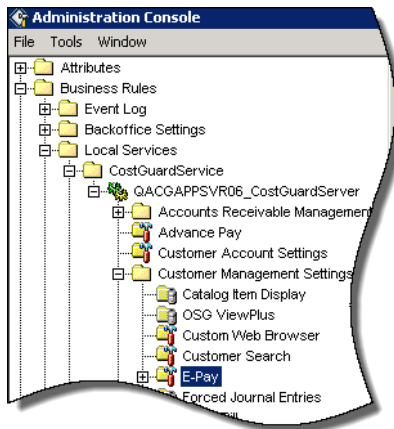 Administration Console
File Tools Window
Attributes
Business Rules
Event Log
Backoffice Settings
Local Services
CostGuardService
QACGAPPSVR06_CostGuardServer
Accounts Receivable Management
Advance Pay
Customer Account Settings
Customer Management Settings
Catalog Item Display
OSG ViewPlus
Custom Web Browser
Customer Search
E-Pay
Forced Journal Entries